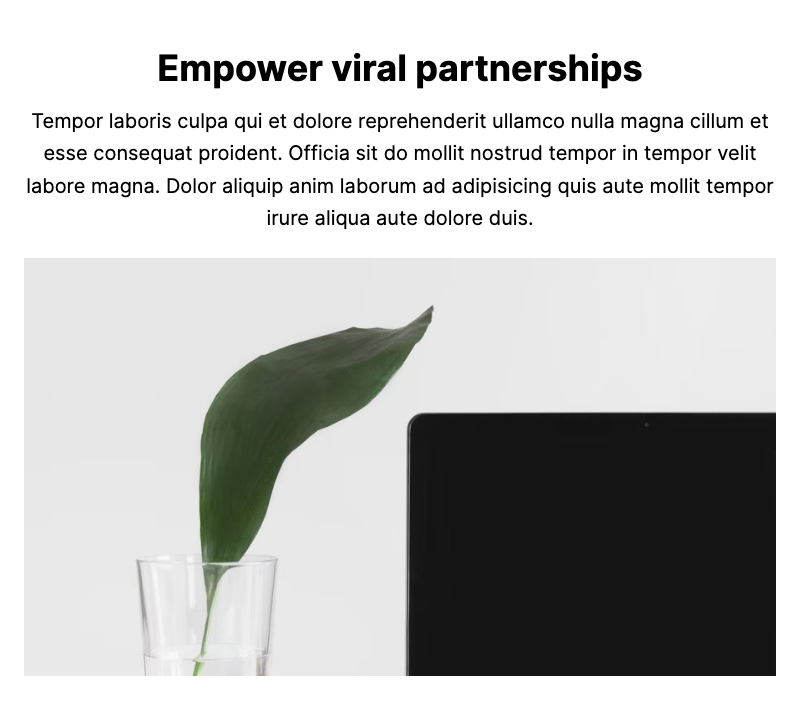 Empower viral partnerships
Tempor laboris culpa qui et dolore reprehenderit ullamco nulla magna cillum et
esse consequat proident. Officia sit do mollit nostrud tempor in tempor velit
labore magna. Dolor aliquip anim laborum ad adipisicing quis aute mollit tempor
irure aliqua aute dolore duis.